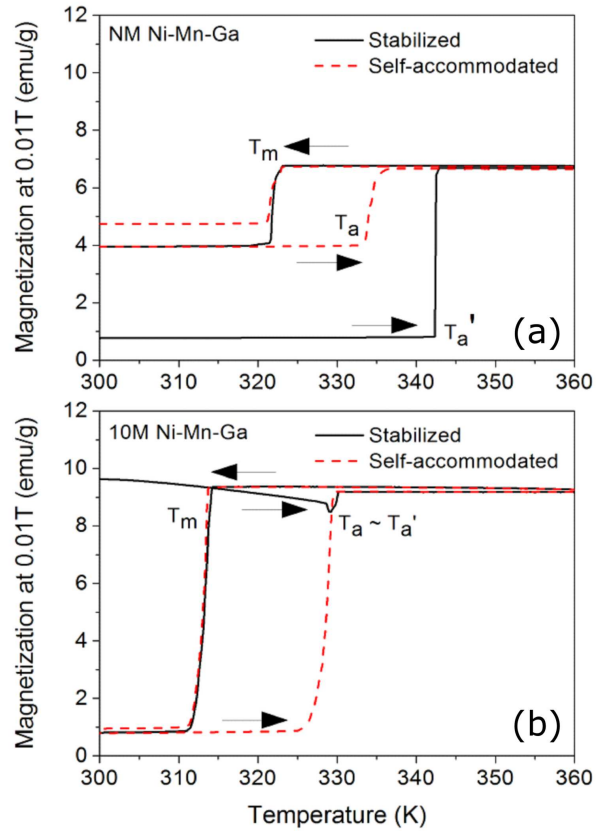 NM Ni-Mn-Ga
Stabilized
Self-accommodated
Magnetization at 0.01T (emu/g)
12
10
8
6
4
2
0
Tm
Ta
Ta'
(a)
300 310 320 330 340 350 360
10M Ni-Mn-Ga
Stabilized
Self-accommodated
Magnetization at 0.01T (emu/g)
12
10
8
6
4
2
0
Tm
Ta ~ Ta'
(b)
300 310 320 330 340 350 360
Temperature (K)